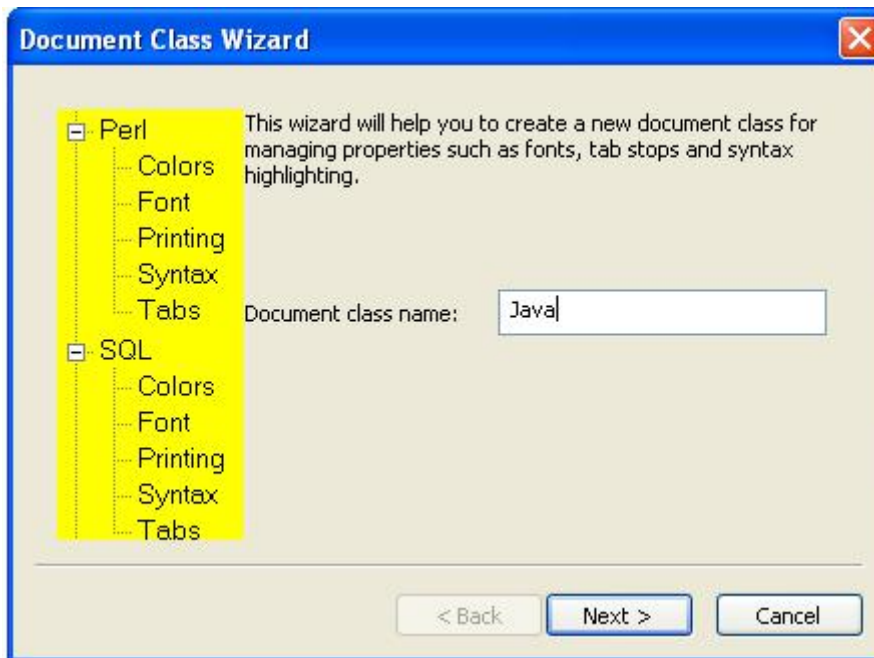 Document Class Wizard
Perl
Colors
Font
Printing
Syntax
Tabs
SQL
Colors
Font
Printing
Syntax
Tabs
This wizard will help you to create a new document class for
managing properties such as fonts, tab stops and syntax
highlighting.
Document class name:
Java
< Back
Next >
Cancel